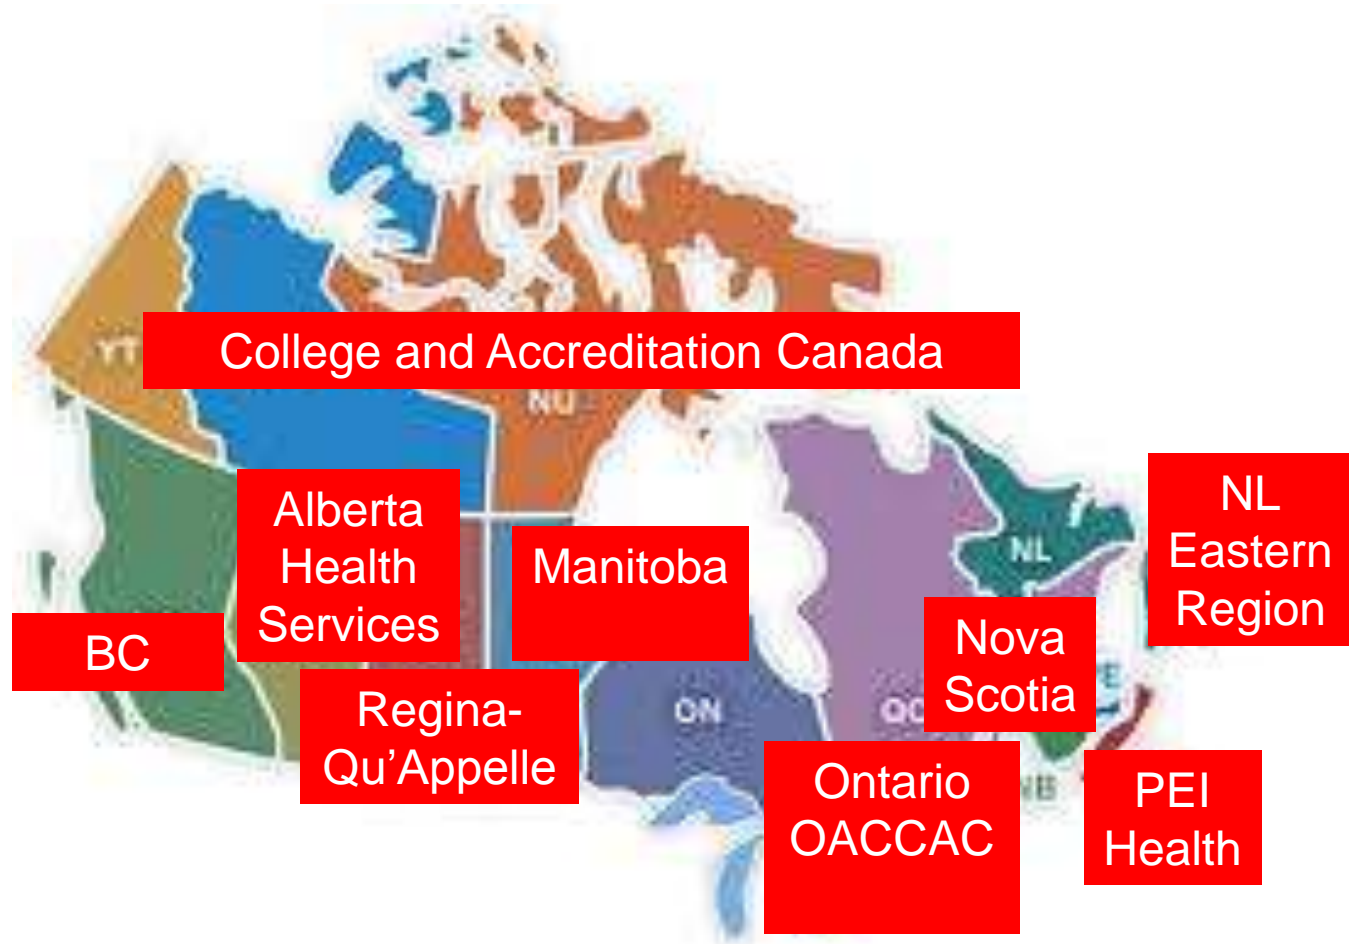 YT
College and Accreditation Canada
NU
Alberta
Health
Services
Manitoba
NL
NL
Eastern
Region
BC
Nova
Scotia
Regina-
Qu’Appelle
ON
Ontario
OACCAC
NB
PEI
Health